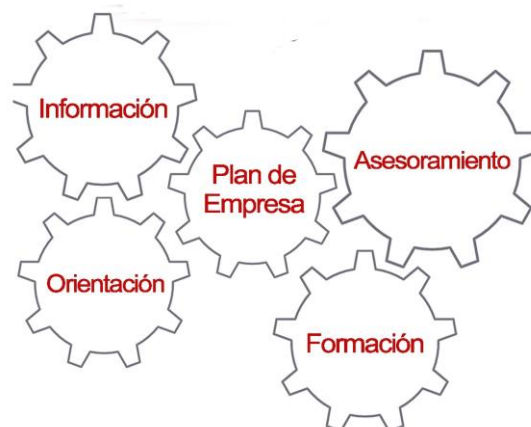 Información
Plan de
Empresa
Asesoramiento
Orientación
Formación